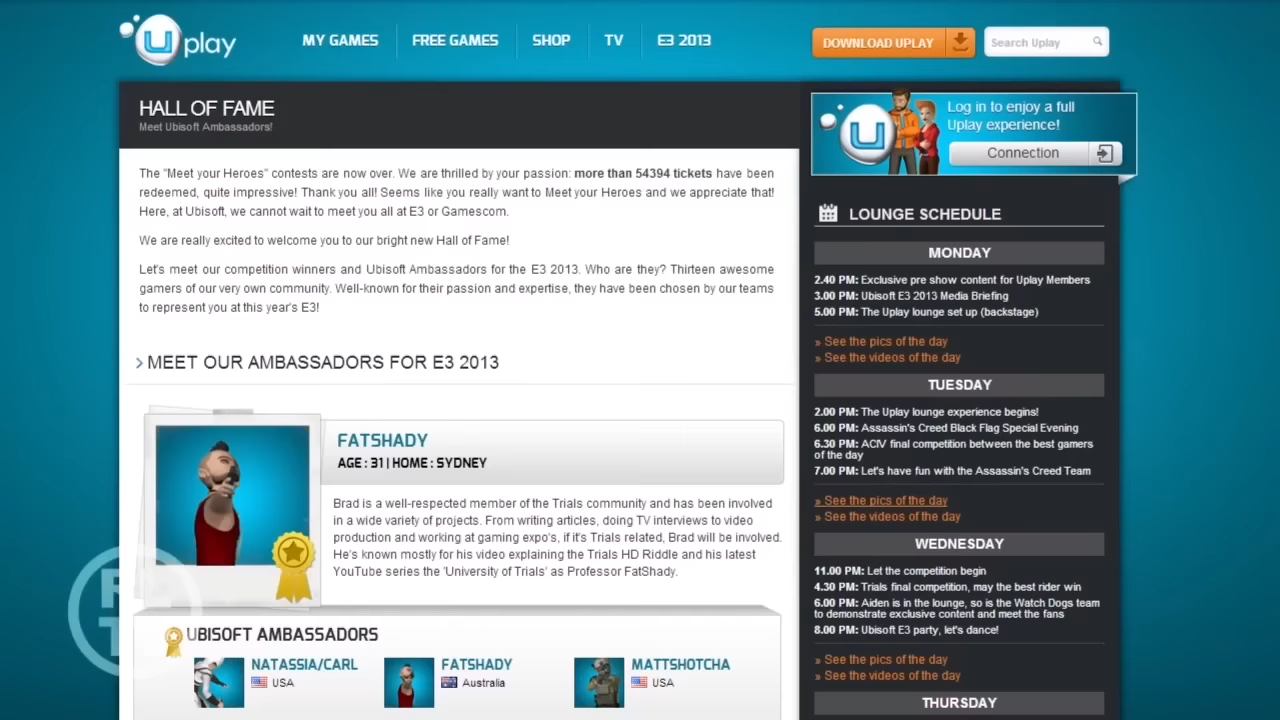 Uplay
MY GAMES
FREE GAMES
SHOP
TV
E3 2013
DOWNLOAD UPLAY
Search Uplay
HALL OF FAME
Meet Ubisoft Ambassadors!
The "Meet your Heroes" contests are now over. We are thrilled by your passion: more than 54394 tickets have been
redeemed, quite impressive! Thank you all! Seems like you really want to Meet your Heroes and we appreciate that!
Here, at Ubisoft, we cannot wait to meet you all at E3 or Gamescom.
We are really excited to welcome you to our bright new Hall of Fame!
Let's meet our competition winners and Ubisoft Ambassadors for the E3 2013. Who are they? Thirteen awesome
gamers of our very own community. Well-known for their passion and expertise, they have been chosen by our teams
to represent you at this year's E3!
MEET OUR AMBASSADORS FOR E3 2013
FATSHADY
AGE : 31 | HOME : SYDNEY
Brad is a well-respected member of the Trials community and has been involved
in a wide variety of projects. From writing articles, doing TV interviews to video
production and working at gaming expo's, if it's Trials related, Brad will be involved.
He's known mostly for his video explaining the Trials HD Riddle and his latest
YouTube series the 'University of Trials' as Professor FatShady.
UBISOFT AMBASSADORS
NATASSIA/CARL
USA
FATSHADY
Australia
MATTSHOTCHA
USA
Log in to enjoy a full
Uplay experience!
Connection
LOUNGE SCHEDULE
MONDAY
2.40 PM: Exclusive pre show content for Uplay Members
3.00 PM: Ubisoft E3 2013 Media Briefing
5.00 PM: The Uplay lounge set up (backstage)
» See the pics of the day
» See the videos of the day
TUESDAY
2.00 PM: The Uplay lounge experience begins!
6.00 PM: Assassin's Creed Black Flag Special Evening
6.30 PM: ACIV final competition between the best gamers
of the day
7.00 PM: Let's have fun with the Assassin's Creed Team
» See the pics of the day
» See the videos of the day
WEDNESDAY
11.00 PM: Let the competition begin
4.30 PM: Trials final competition, may the best rider win
6.00 PM: Aiden is in the lounge, so is the Watch Dogs team
to demonstrate exclusive content and meet the fans
8.00 PM: Ubisoft E3 party, let's dance!
» See the pics of the day
» See the videos of the day
THURSDAY